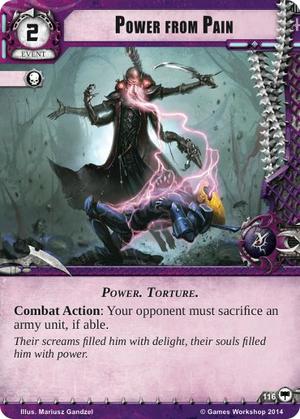 Power from Pain
2
EVENT
Power. Torture.
Combat Action: Your opponent must sacrifice an
army unit, if able.
Their screams filled him with delight, their souls filled
him with power.
116
Illus. Mariusz Gandzel
© Games Workshop 2014